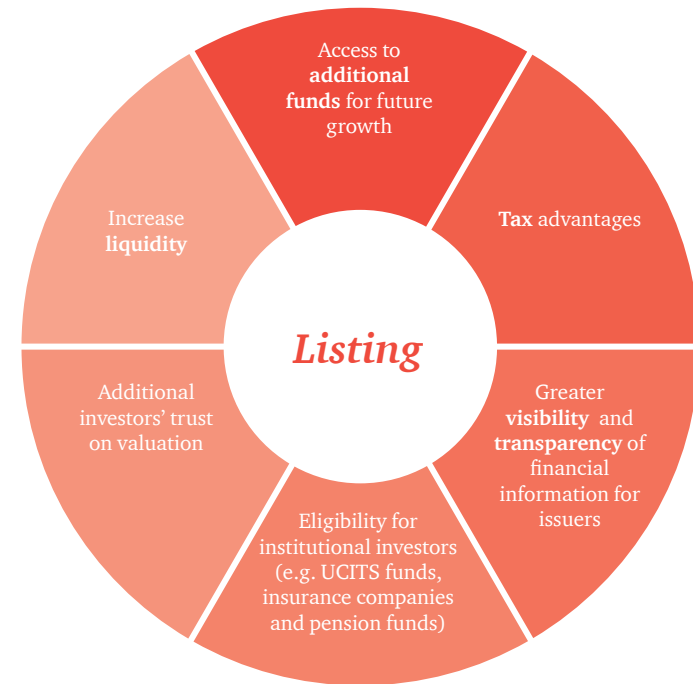 Access to
additional
funds for future
growth
Tax advantages
Greater
visibility and
transparency of
financial
information for
issuers
Eligibility for
institutional investors
(e.g. UCITS funds,
insurance companies
and pension funds)
Additional
investors’ trust
on valuation
Increase
liquidity
Listing